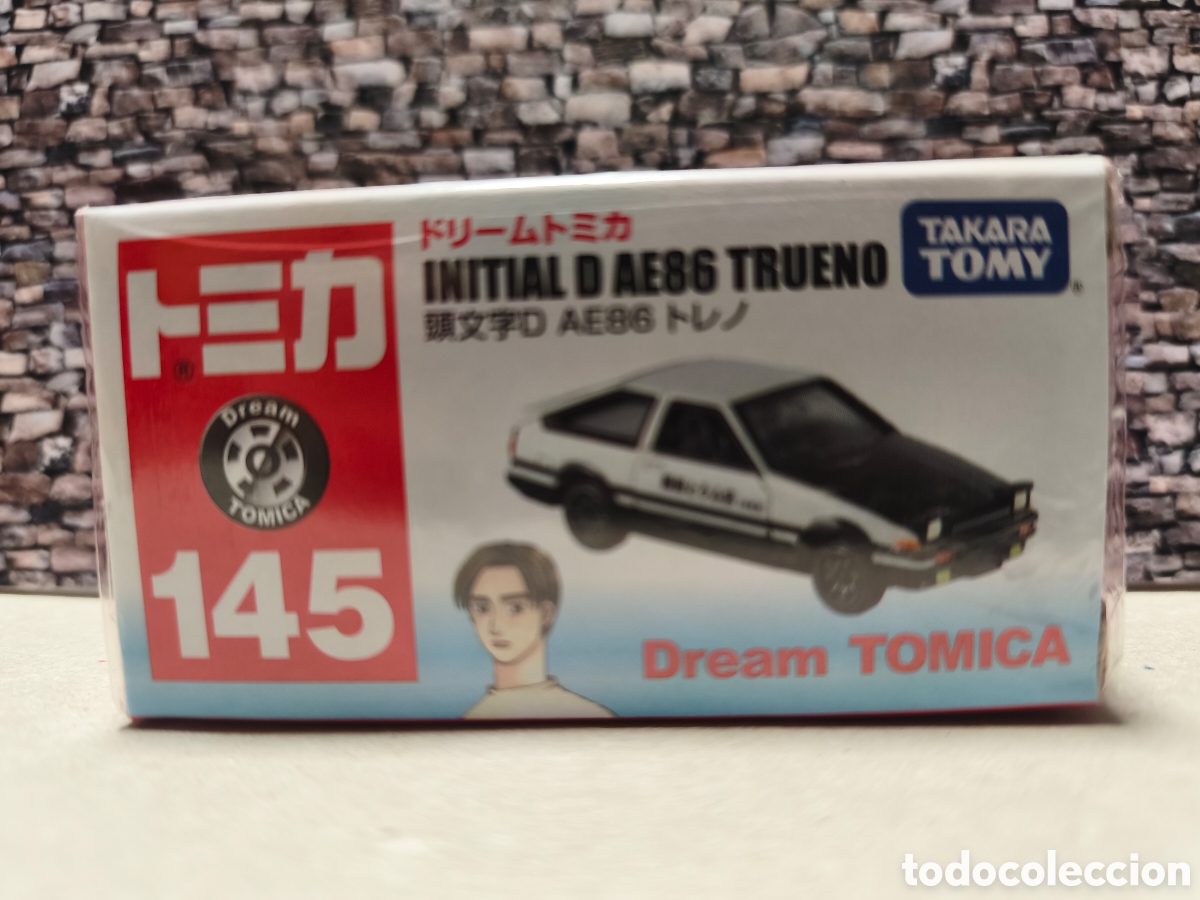 トミカ
®
Dream
TOMICA
145
ドリームトミカ
INITIAL D AE86 TRUENO
頭文字D AE86 トレノ
TAKARA
TOMY
®
Dream TOMICA
todocoleccion